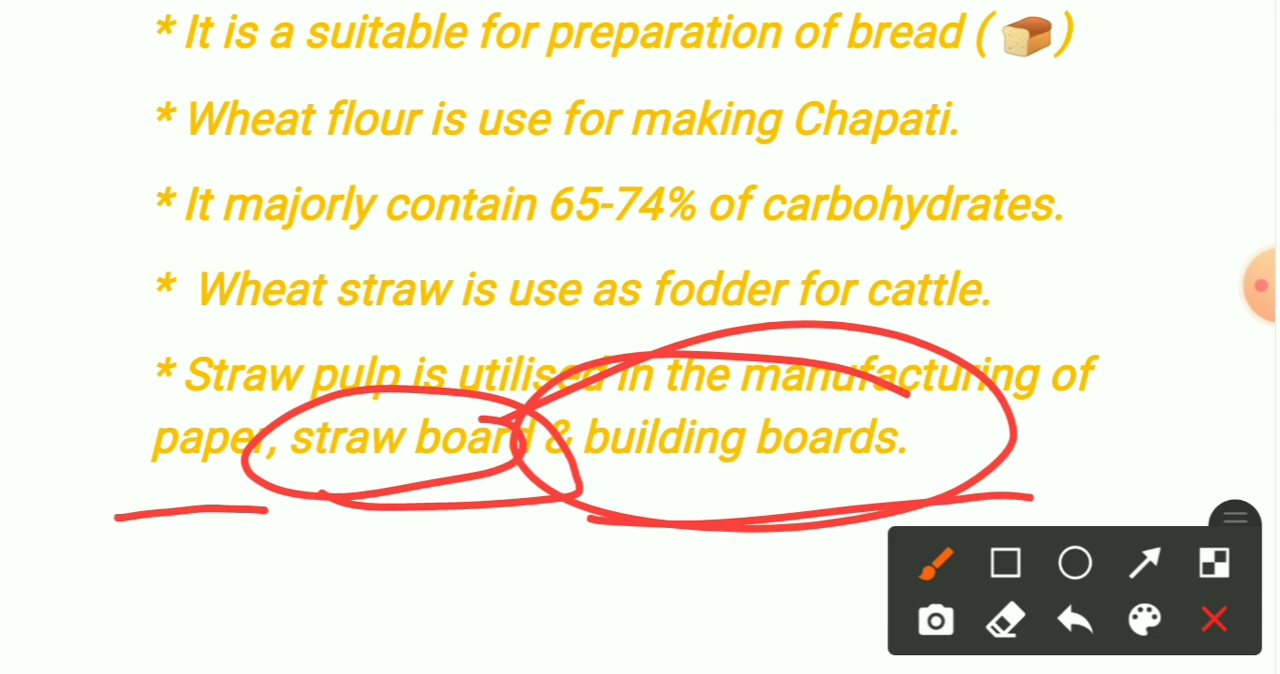 * It is a suitable for preparation of bread (🍞)
* Wheat flour is use for making Chapati.
* It majorly contain 65-74% of carbohydrates.
* Wheat straw is use as fodder for cattle.
* Straw pulp is utilised in the manufacturing of
paper, straw board & building boards.